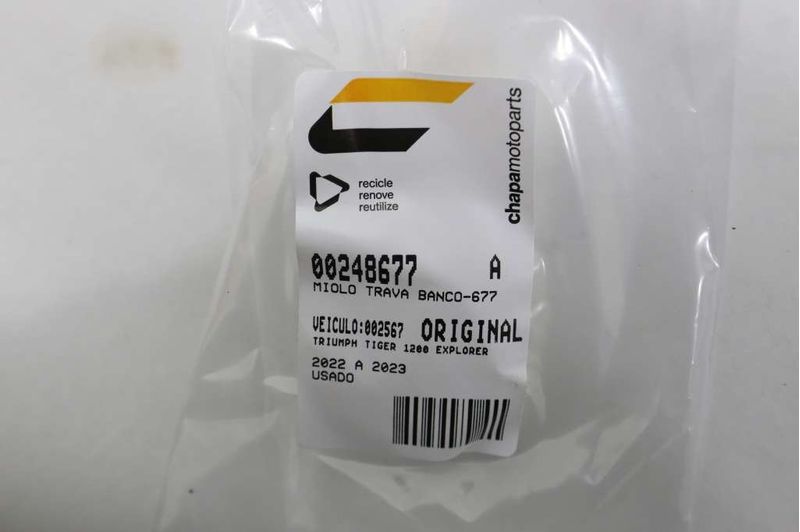 chapamotoparts
recicle
renove
reutilize
00248677 A
MIOLO TRAVA BANCO-677
VEICULO:002567 ORIGINAL
TRIUMPH TIGER 1200 EXPLORER
2022 A 2023
USADO